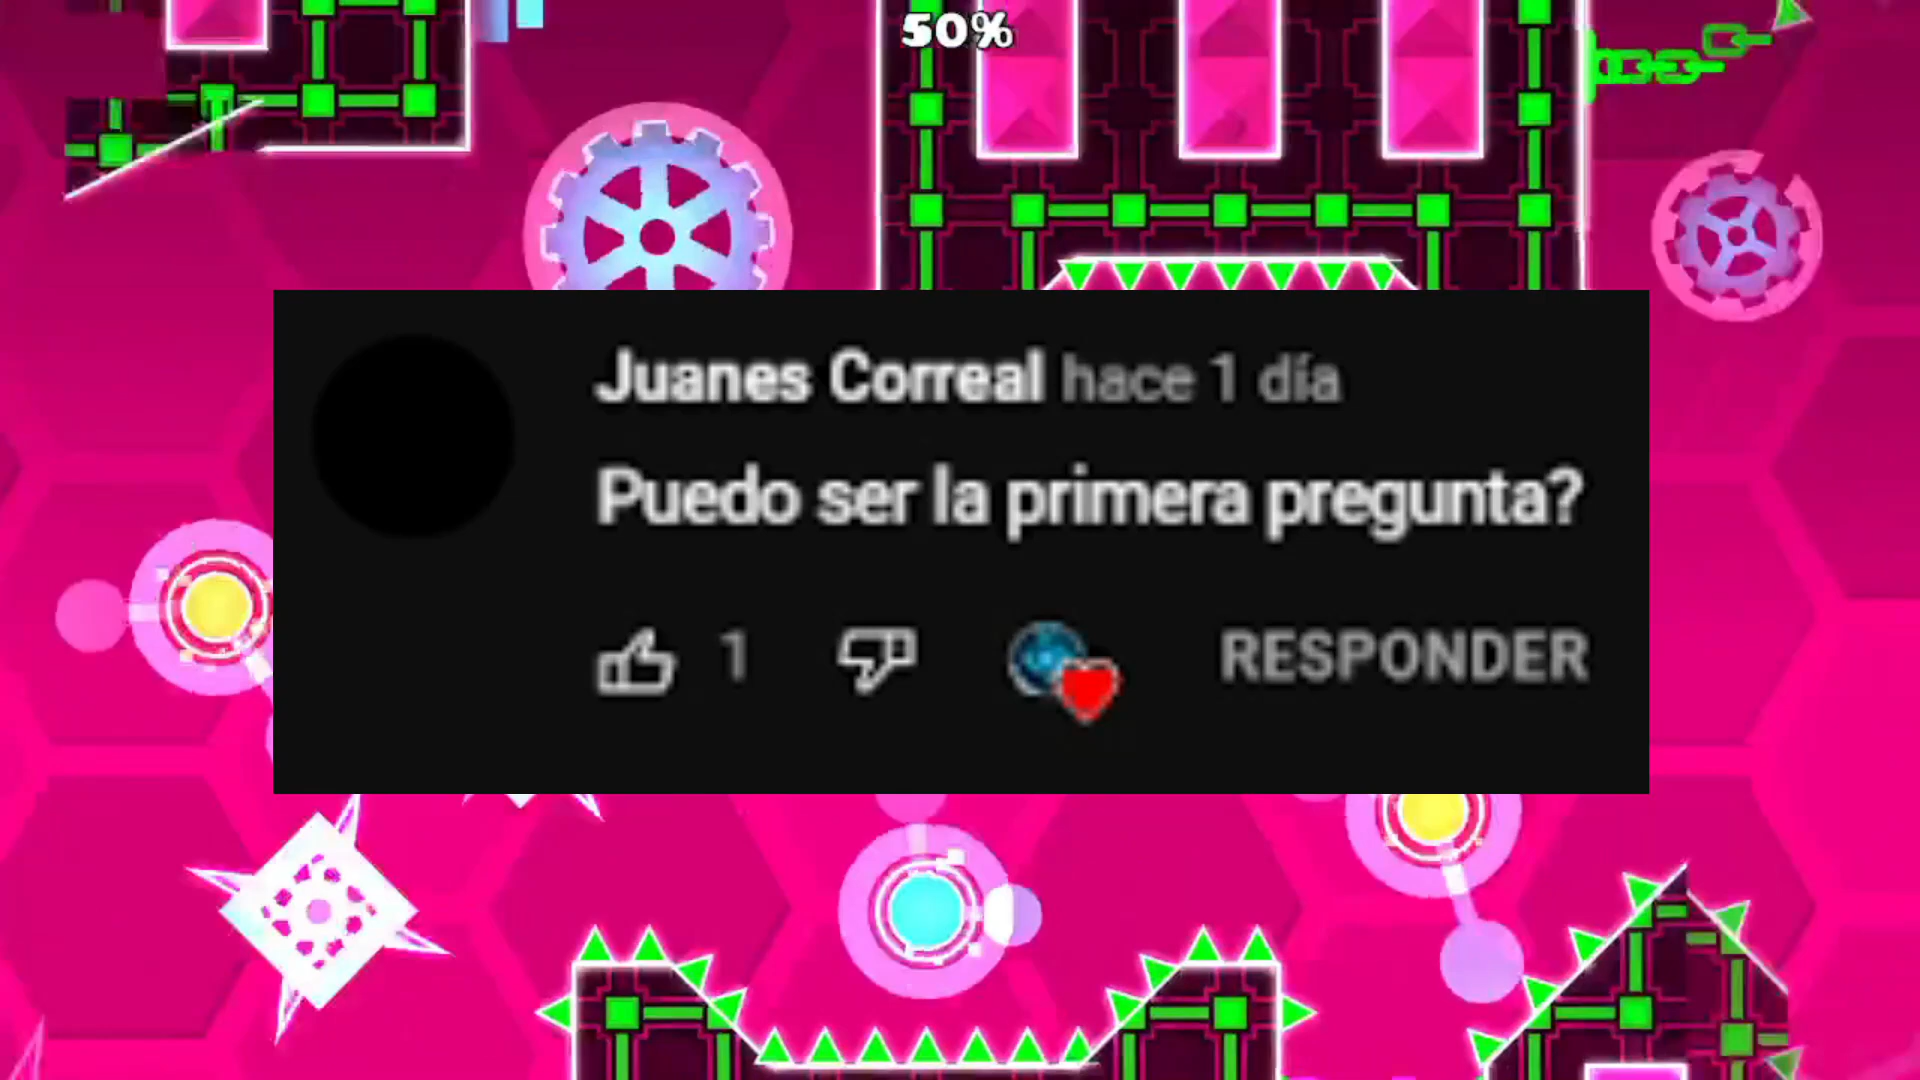 50%
Juanes Correal hace 1 día
Puedo ser la primera pregunta?
1 RESPONDER